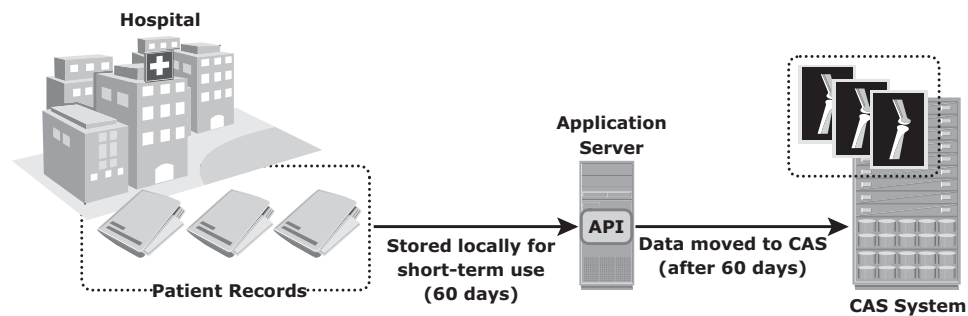 Hospital
Patient Records
Stored locally for
short-term use
(60 days)
Application
Server
API
Data moved to CAS
(after 60 days)
CAS System